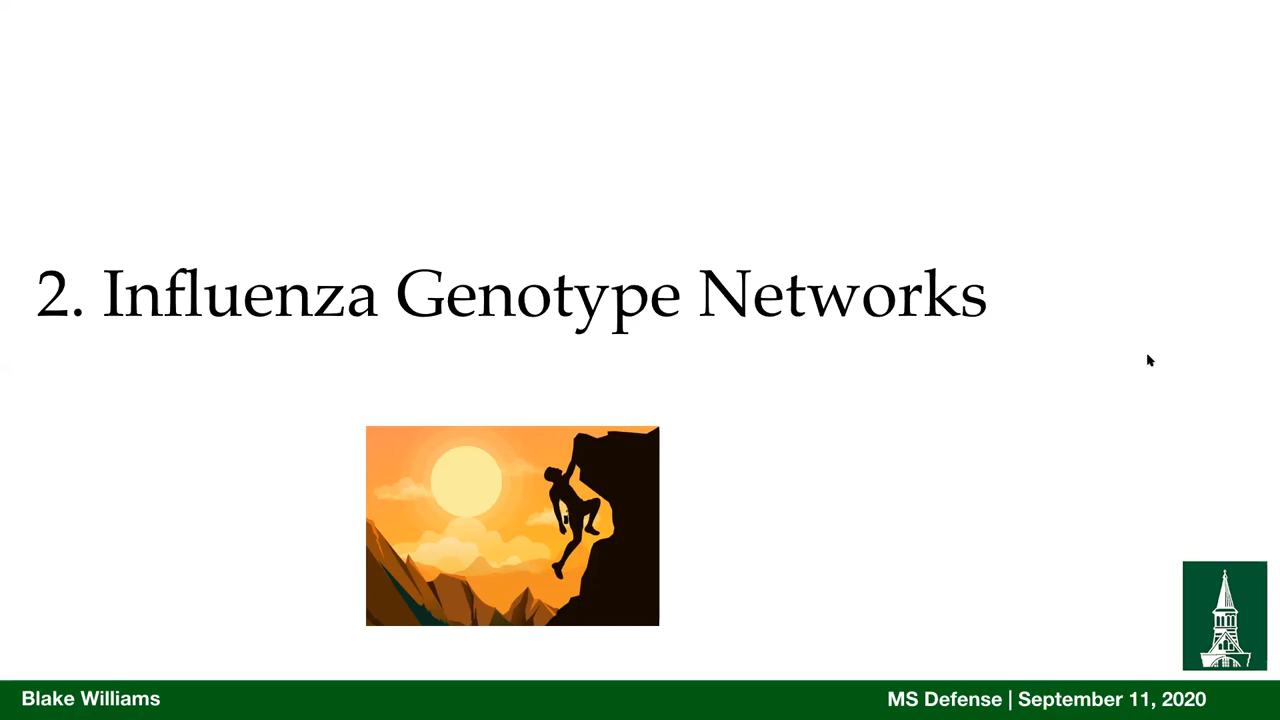 2. Influenza Genotype Networks
Blake Williams
MS Defense | September 11, 2020